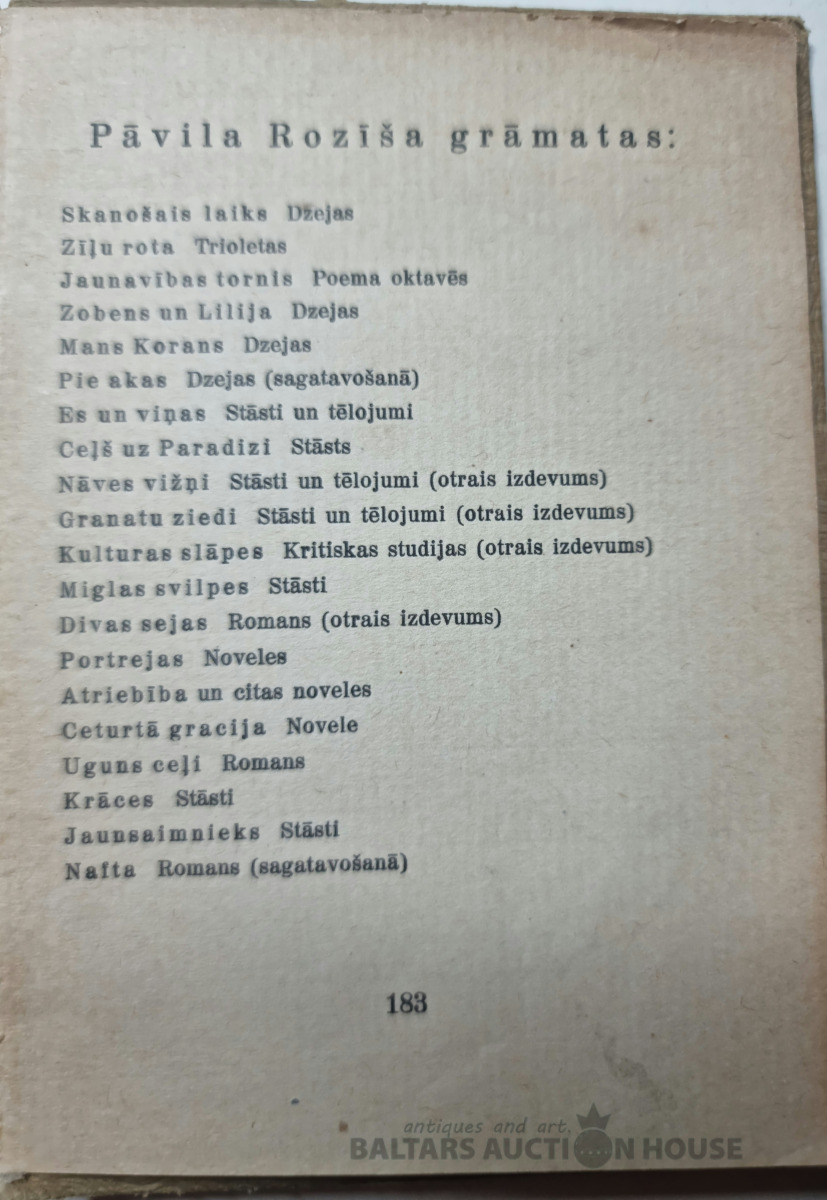 Pāvila Rozīša grāmatas:
Skanošais laiks Dzejas
Zīļu rota Trioletas
Jaunavības tornis Poema oktavēs
Zobens un Lilija Dzejas
Mans Korans Dzejas
Pie akas Dzejas (sagatavošanā)
Es un viņas Stāsti un tēlojumi
Ceļš uz Paradizi Stāsts
Nāves vižņi Stāsti un tēlojumi (otrais izdevums)
Granatu ziedi Stāsti un tēlojumi (otrais izdevums)
Kulturas slāpes Kritiskas studijas (otrais izdevums)
Miglas svilpes Stāsti
Divas sejas Romans (otrais izdevums)
Portrejas Noveles
Atriebība un citas noveles
Ceturtā gracija Novele
Uguns ceļi Romans
Krāces Stāsti
Jaunsaimnieks Stāsti
Nafta Romans (sagatavošanā)
183
antiques and art.
BALTARS AUCTION HOUSE